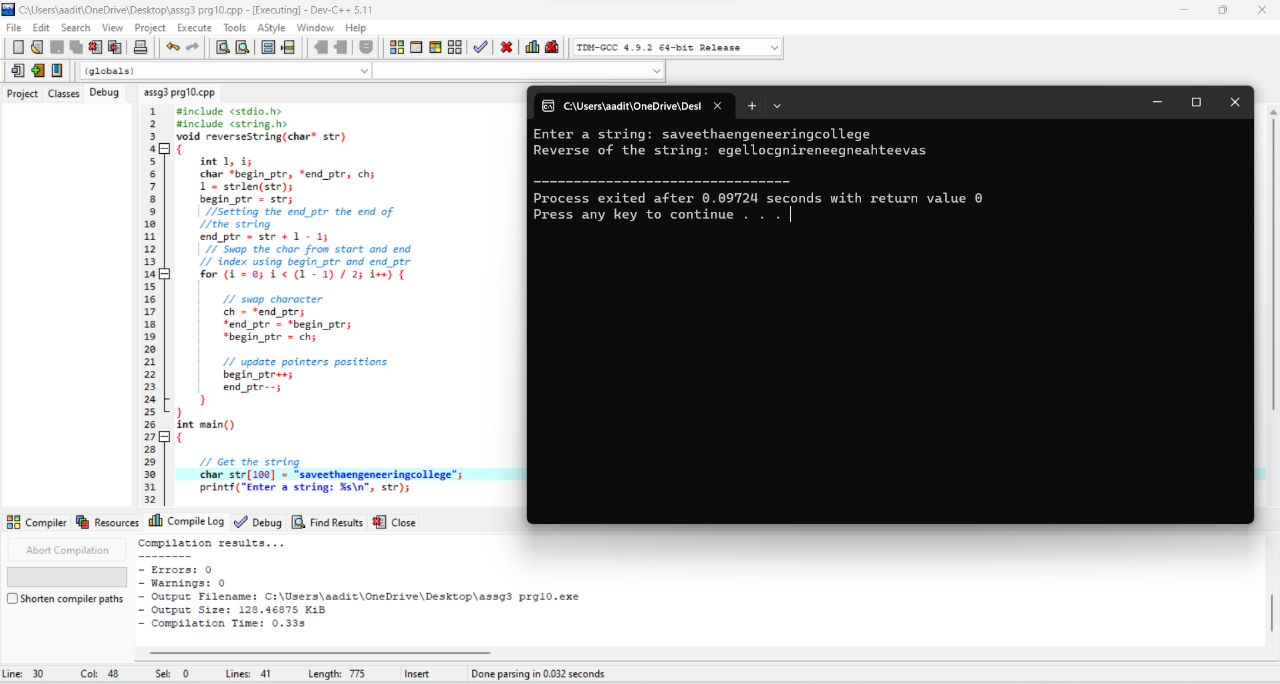 C:\Users\aadit\OneDrive\Desktop\assg3 prg10.cpp - [Executing] - Dev-C++ 5.11
File Edit Search View Project Execute Tools AStyle Window Help
TDM-GCC 4.9.2 64-bit Release
(globals)
Project Classes Debug
assg3 prg10.cpp
1 #include <stdio.h>
2 #include <string.h>
3 void reverseString(char* str)
4 {
5 int l, i;
6 char *begin_ptr, *end_ptr, ch;
7 l = strlen(str);
8 begin_ptr = str;
9 //Setting the end_ptr the end of
10 //the string
11 end_ptr = str + l - 1;
12 // Swap the char from start and end
13 // index using begin_ptr and end_ptr
14 for (i = 0; i < (l - 1) / 2; i++) {
15
16 // swap character
17 ch = *end_ptr;
18 *end_ptr = *begin_ptr;
19 *begin_ptr = ch;
20
21 // update pointers positions
22 begin_ptr++;
23 end_ptr--;
24 }
25 }
26 int main()
27 {
28
29 // Get the string
30 char str[100] = "saveethaengeneeringcollege";
31 printf("Enter a string: %s\n", str);
32
C:\Users\aadit\OneDrive\Desl
Enter a string: saveethaengeneeringcollege
Reverse of the string: egellocgnireneegneahteevas
--------------------------------
Process exited after 0.09724 seconds with return value 0
Press any key to continue . . .
Compiler Resources Compile Log Debug Find Results Close
Abort Compilation
Shorten compiler paths
Compilation results...
--------
- Errors: 0
- Warnings: 0
- Output Filename: C:\Users\aadit\OneDrive\Desktop\assg3 prg10.exe
- Output Size: 128.46875 KiB
- Compilation Time: 0.33s
Line: 30 Col: 48 Sel: 0 Lines: 41 Length: 775 Insert Done parsing in 0.032 seconds